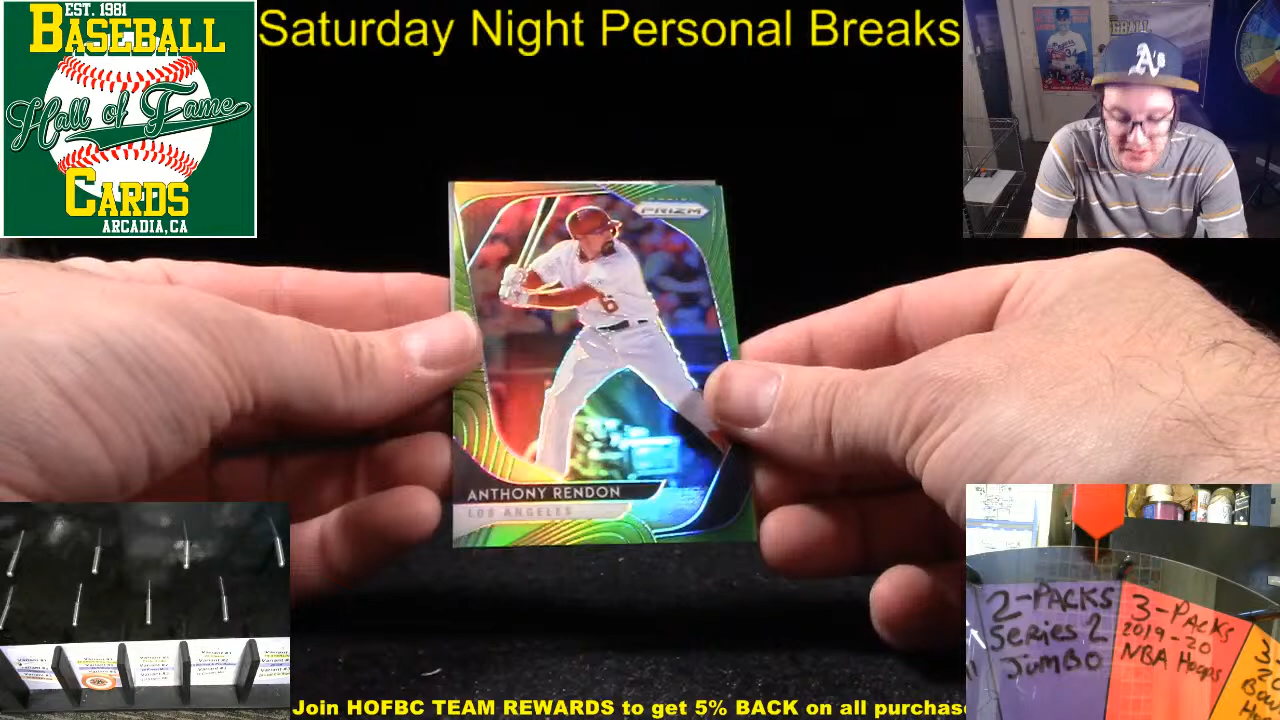 EST. 1981
BASEBALL
Hall of Fame
CARDS
ARCADIA, CA
Saturday Night Personal Breaks
A's
PRIZM
6
ANTHONY RENDON
LOS ANGELES
2-PACKS
Series 2
Jumbo
3-PACKS
2019-20
NBA Hoops
Join HOFBC TEAM REWARDS to get 5% BACK on all purchase